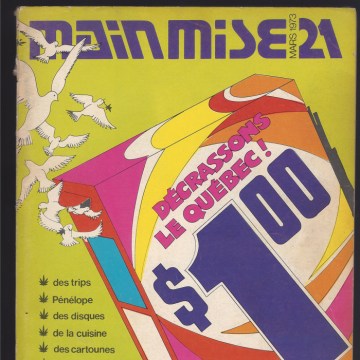 mainmise21
MARS 1973
DÉCRASSONS
LE QUÉBEC!
$1.00
des trips
Pénélope
des disques
de la cuisine
des cartounes